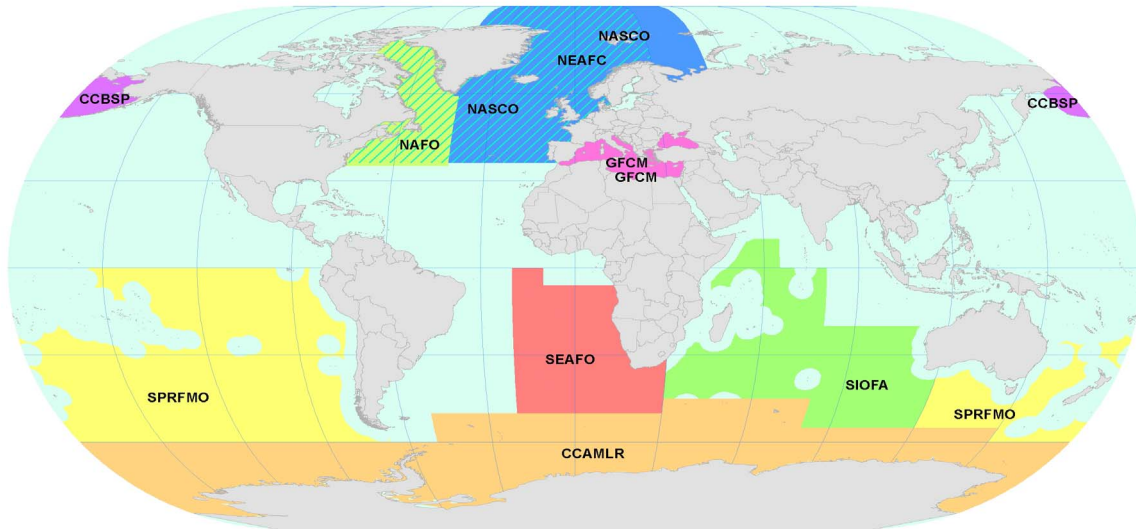 NASCO
NEAFC
CCBSP
NASCO
CCBSP
NAFO
GFCM
GFCM
SEAFO
SIOFA
SPRFMO
SPRFMO
CCAMLR